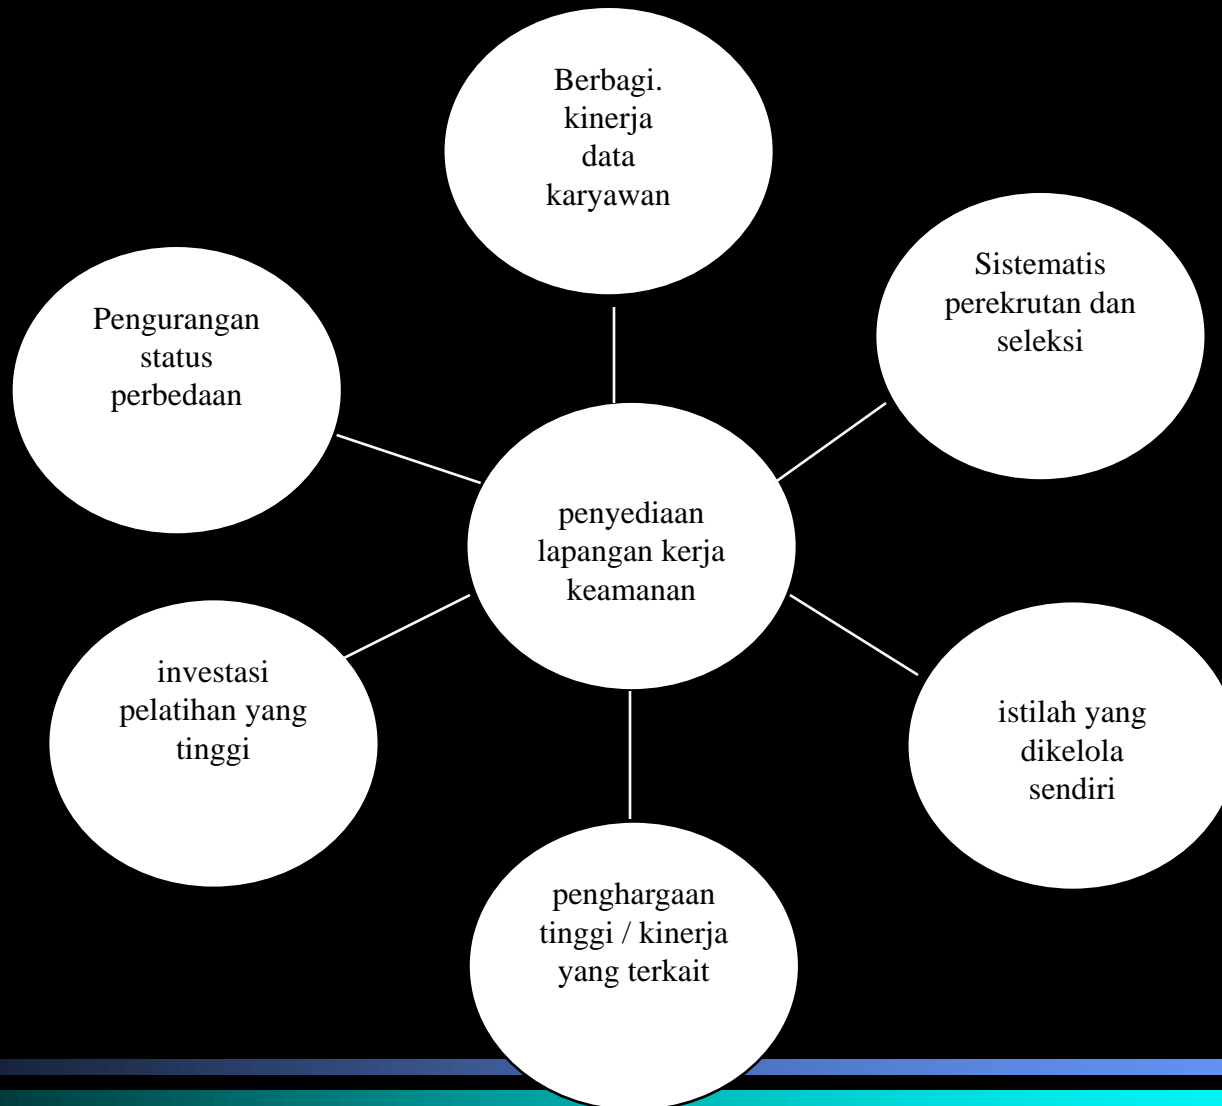 Berbagi.
kinerja
data
karyawan
Sistematis
perekrutan dan
seleksi
Pengurangan
status
perbedaan
penyediaan
lapangan kerja
keamanan
investasi
pelatihan yang
tinggi
istilah yang
dikelola
sendiri
penghargaan
tinggi / kinerja
yang terkait